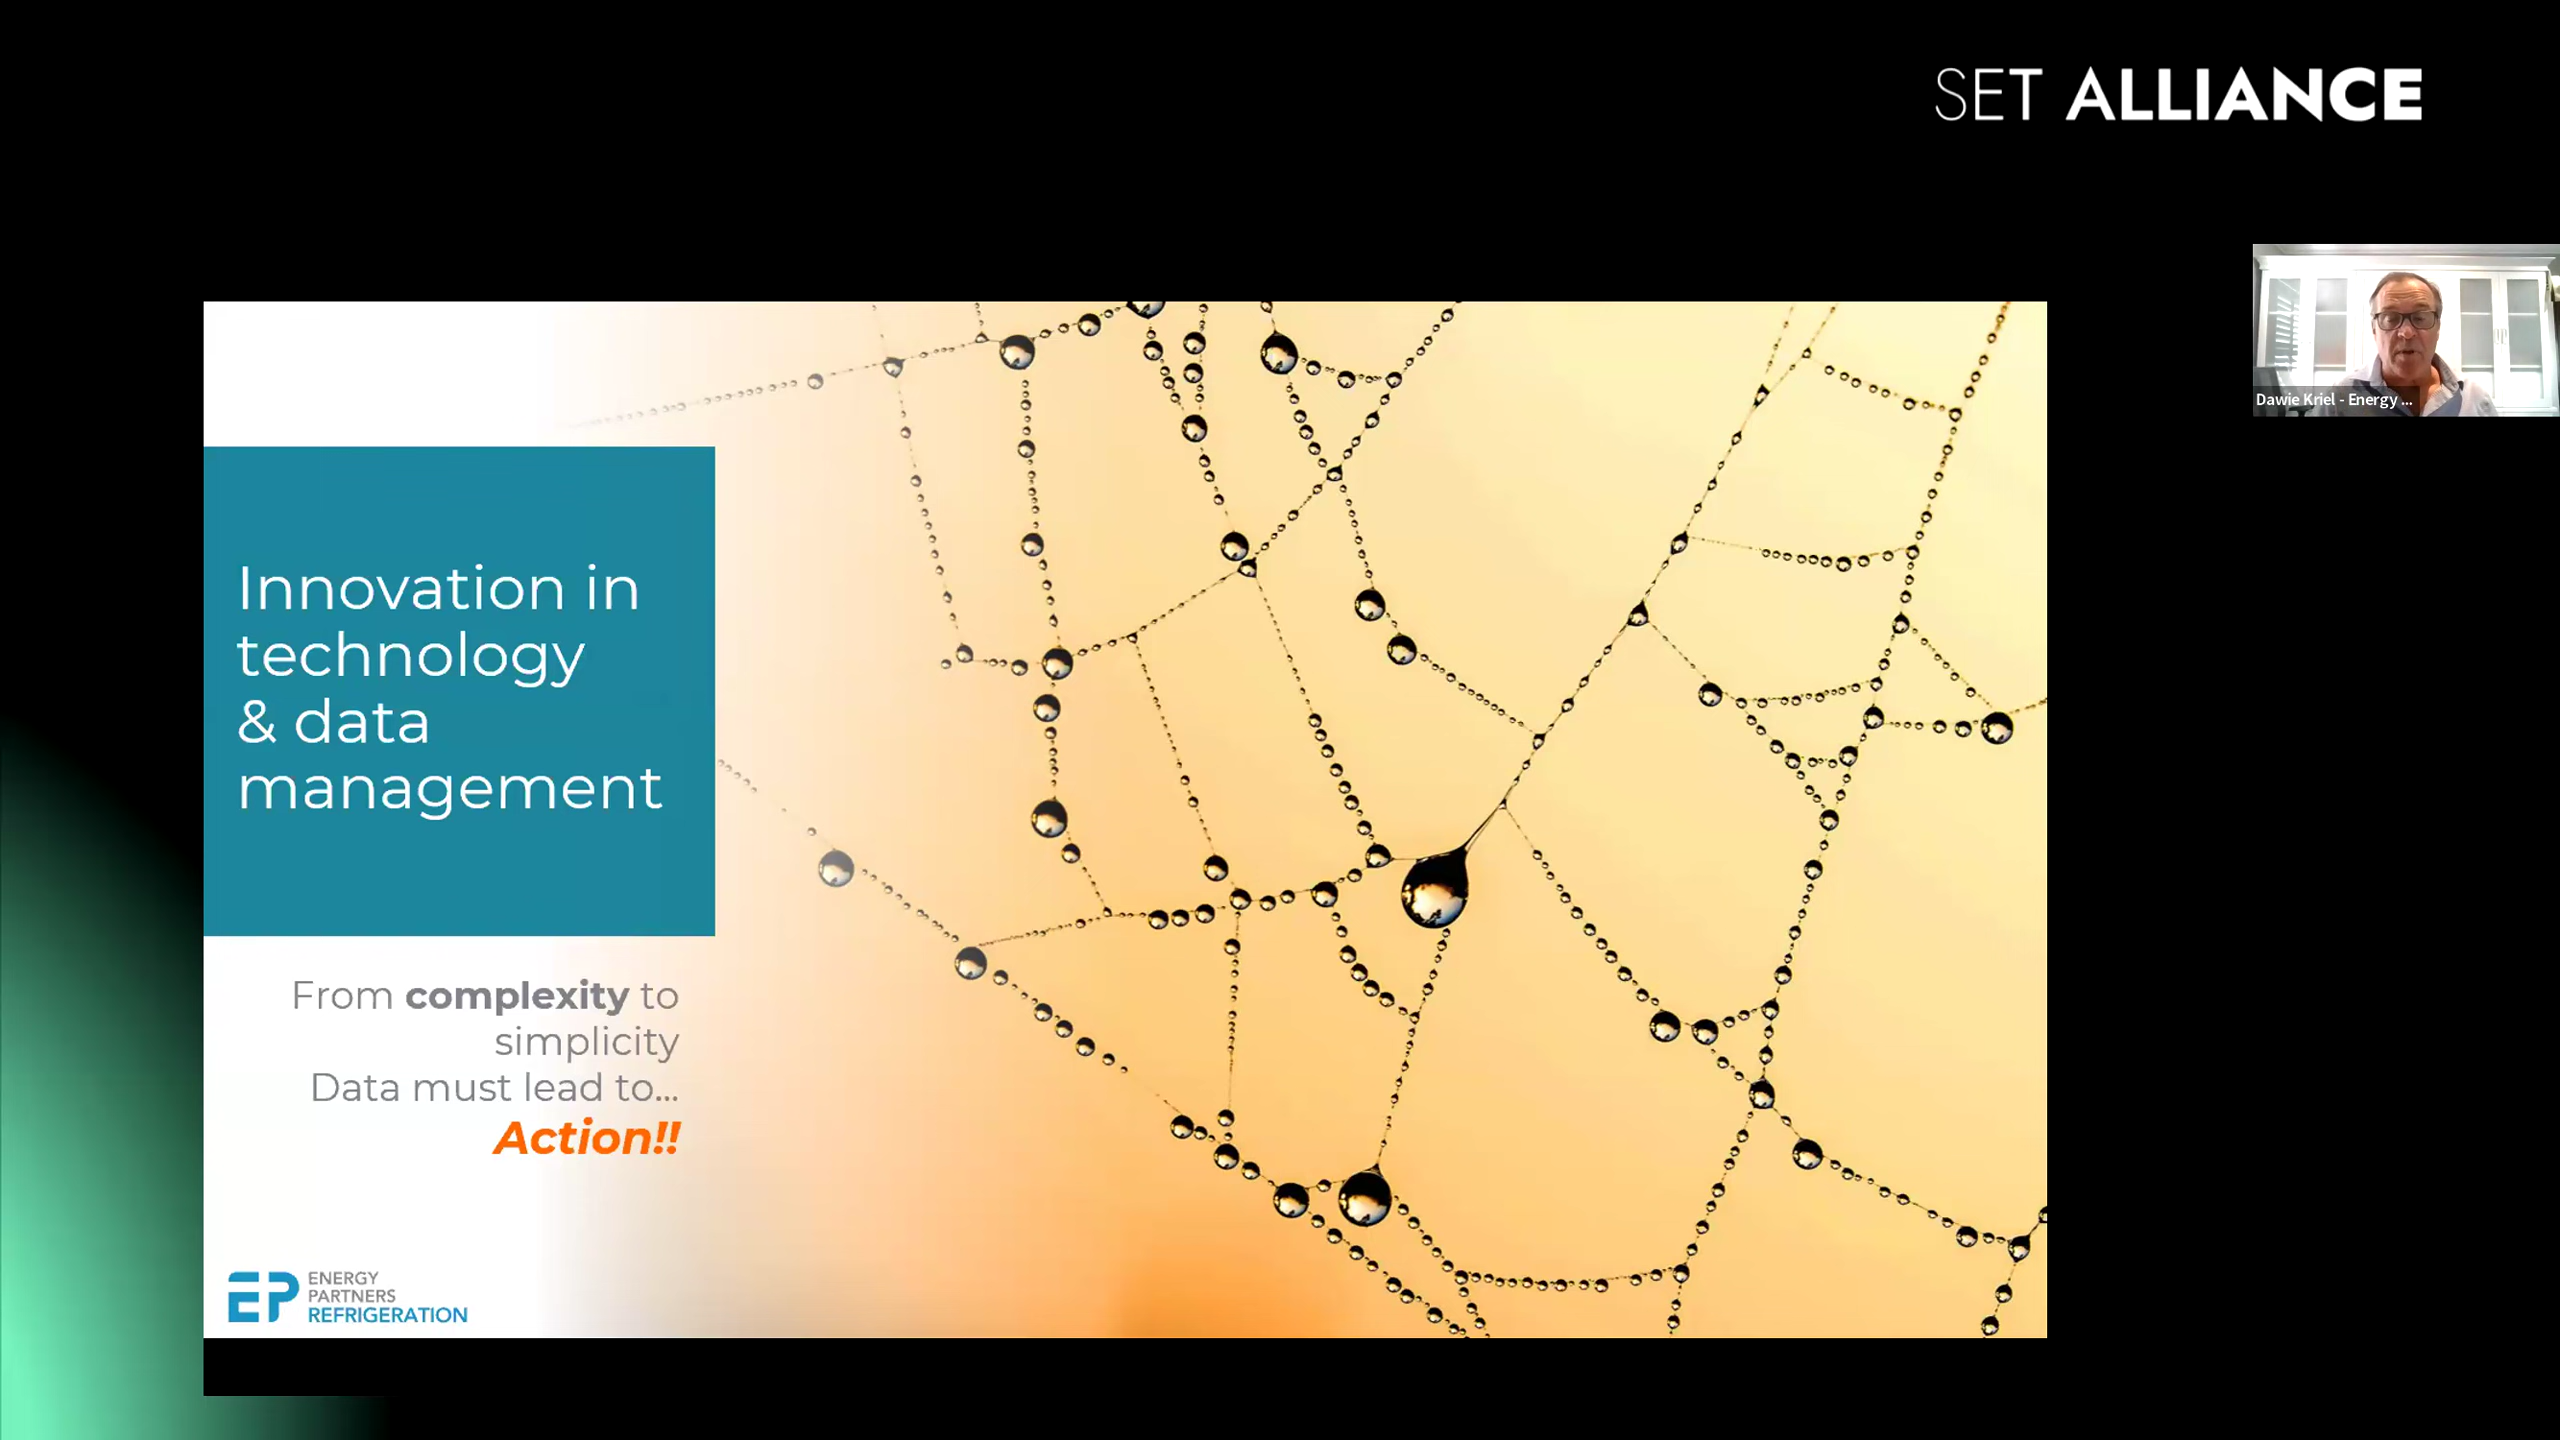 SET ALLIANCE
Dawie Kriel - Energy ...
Innovation in
technology
& data
management
From complexity to
simplicity
Data must lead to...
Action!!
EP ENERGY
PARTNERS
REFRIGERATION